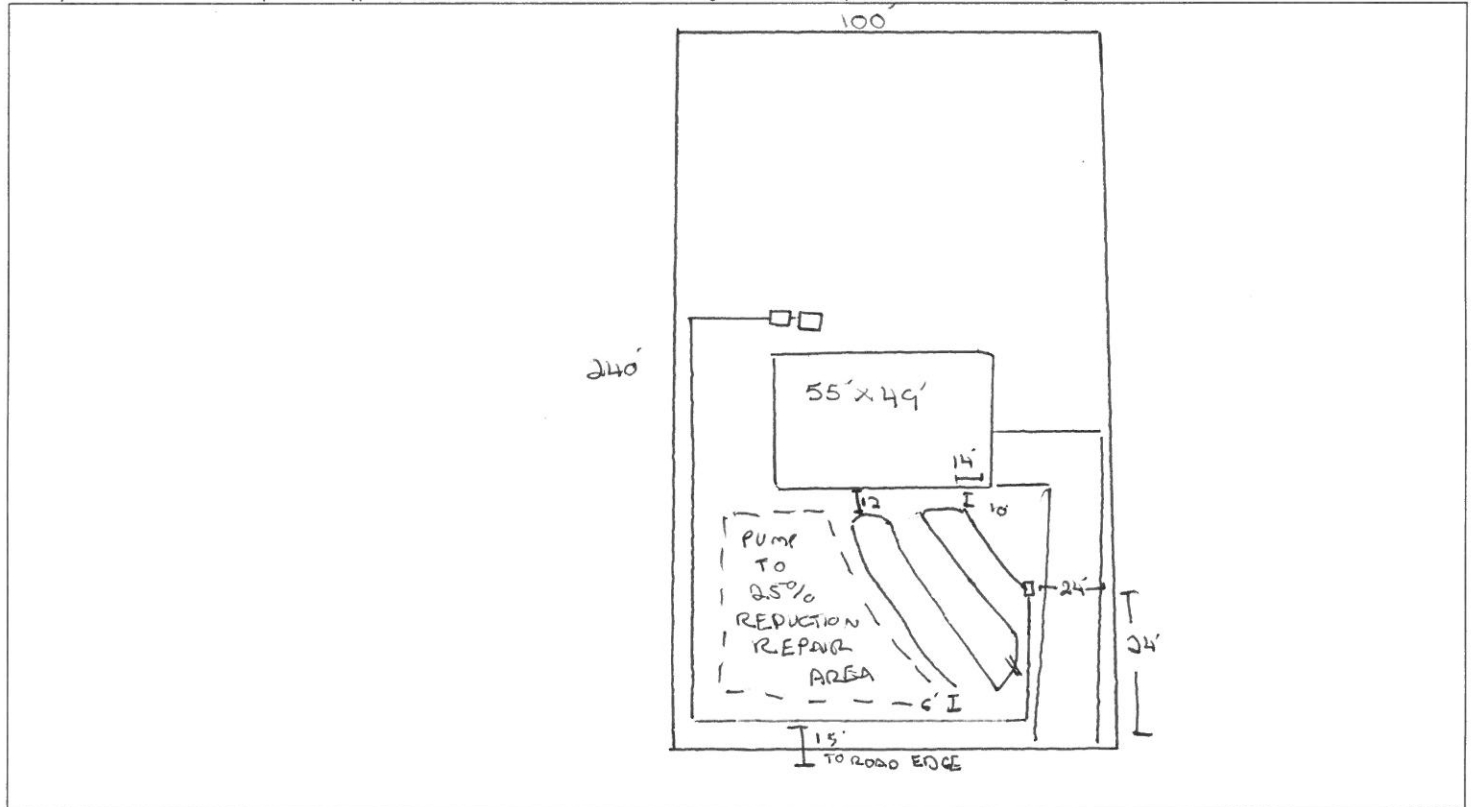 100'
240'
55' x 49'
14'
12
10'
PUMP
TO
25%
REDUCTION
REPAIR
AREA
24'
24'
6'
15'
TO ROAD EDGE